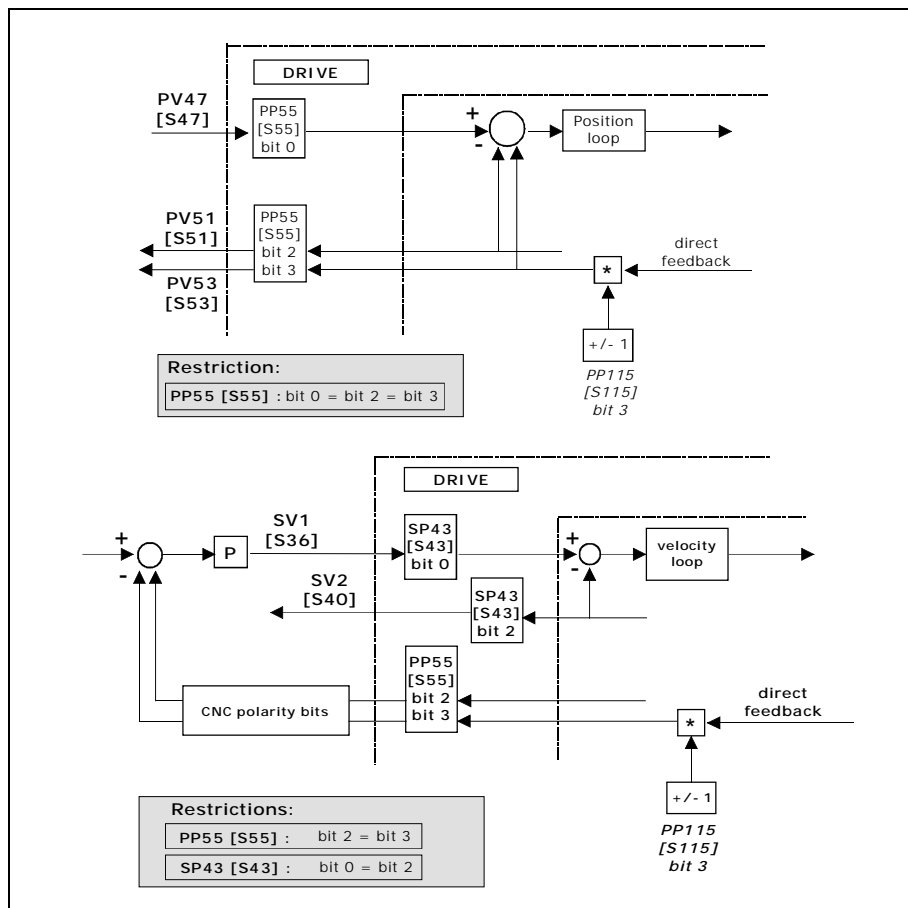 DRIVE
PV47
[S47]
PP55
[S55]
bit 0
+
-
Position
loop
PV51
[S51]
PV53
[S53]
PP55
[S55]
bit 2
bit 3
direct
feedback
*
+/- 1
PP115
[S115]
bit 3
Restriction:
PP55 [S55] : bit 0 = bit 2 = bit 3
DRIVE
+
-
P
SV1
[S36]
SP43
[S43]
bit 0
+
-
velocity
loop
SV2
[S40]
SP43
[S43]
bit 2
PP55
[S55]
bit 2
bit 3
CNC polarity bits
direct
feedback
*
+/- 1
PP115
[S115]
bit 3
Restrictions:
PP55 [S55] : bit 2 = bit 3
SP43 [S43] : bit 0 = bit 2